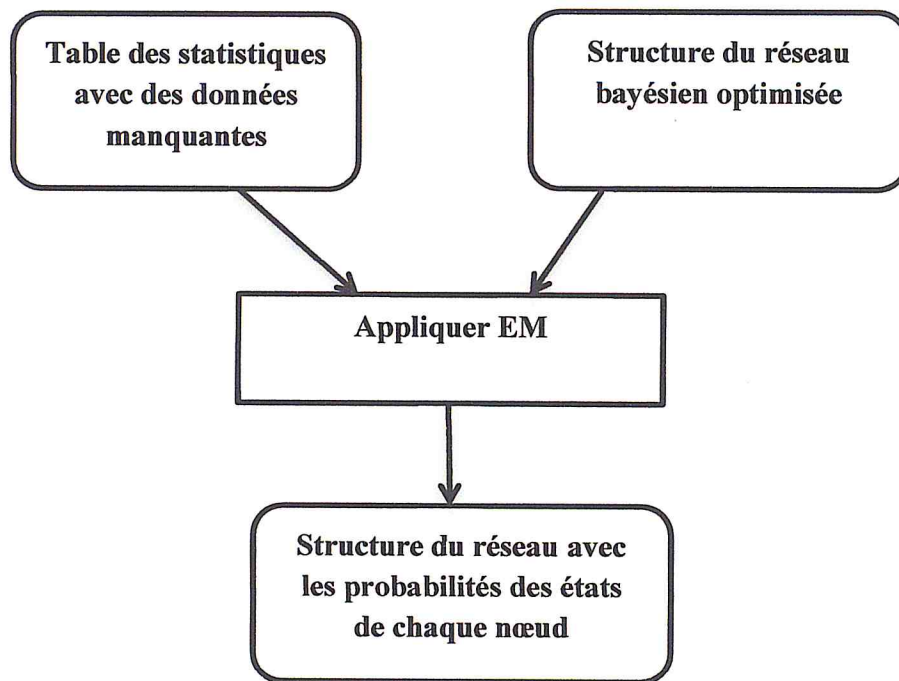 Table des statistiques
avec des données
manquantes
Structure du réseau
bayésien optimisée
Appliquer EM
Structure du réseau avec
les probabilités des états
de chaque nœud